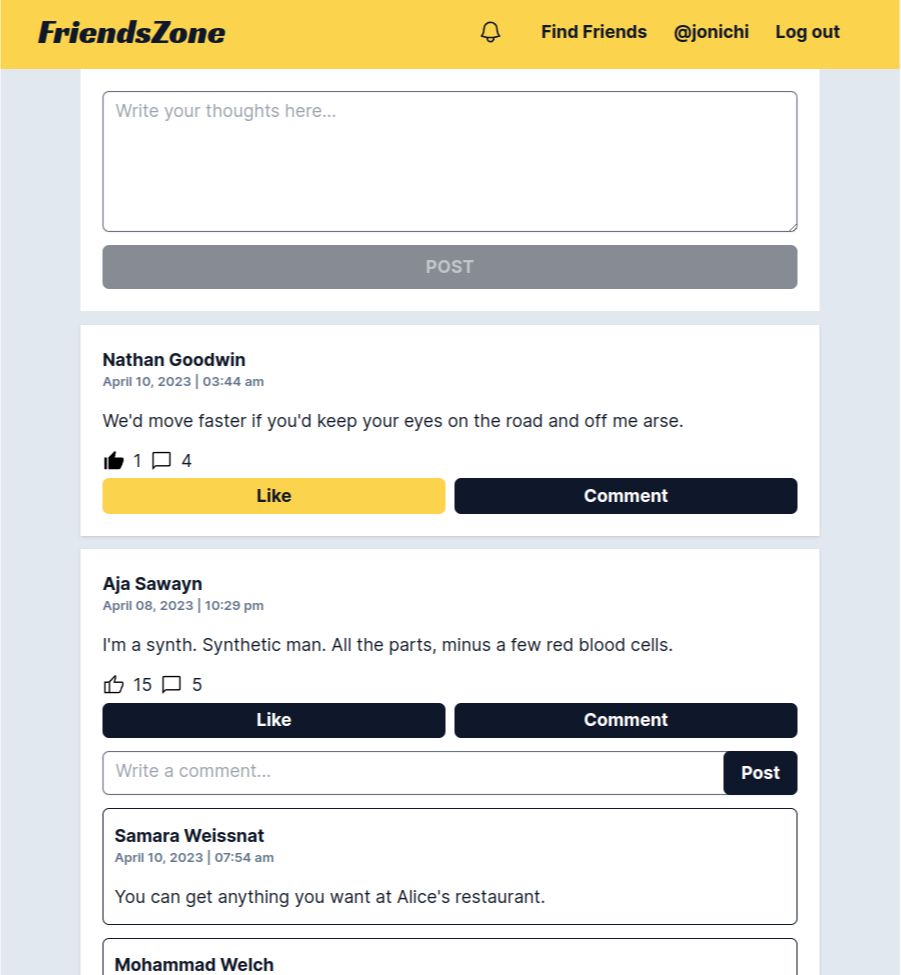 FriendsZone
Find Friends @jonichi Log out
Write your thoughts here...
POST
Nathan Goodwin
April 10, 2023 | 03:44 am
We'd move faster if you'd keep your eyes on the road and off me arse.
1 4
Like Comment
Aja Sawayn
April 08, 2023 | 10:29 pm
I'm a synth. Synthetic man. All the parts, minus a few red blood cells.
15 5
Like Comment
Write a comment... Post
Samara Weissnat
April 10, 2023 | 07:54 am
You can get anything you want at Alice's restaurant.
Mohammad Welch